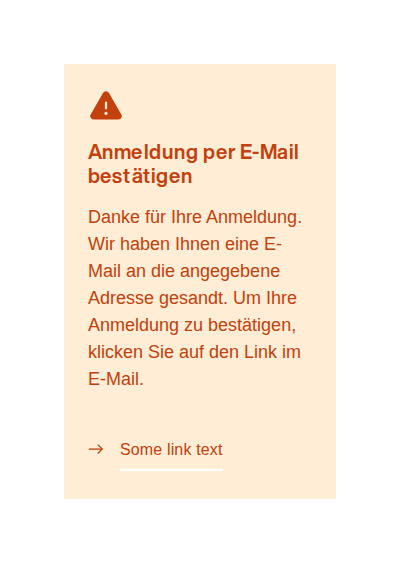 Anmeldung per E-Mail
bestätigen
Danke für Ihre Anmeldung.
Wir haben Ihnen eine E-
Mail an die angegebene
Adresse gesandt. Um Ihre
Anmeldung zu bestätigen,
klicken Sie auf den Link im
E-Mail.
→ Some link text